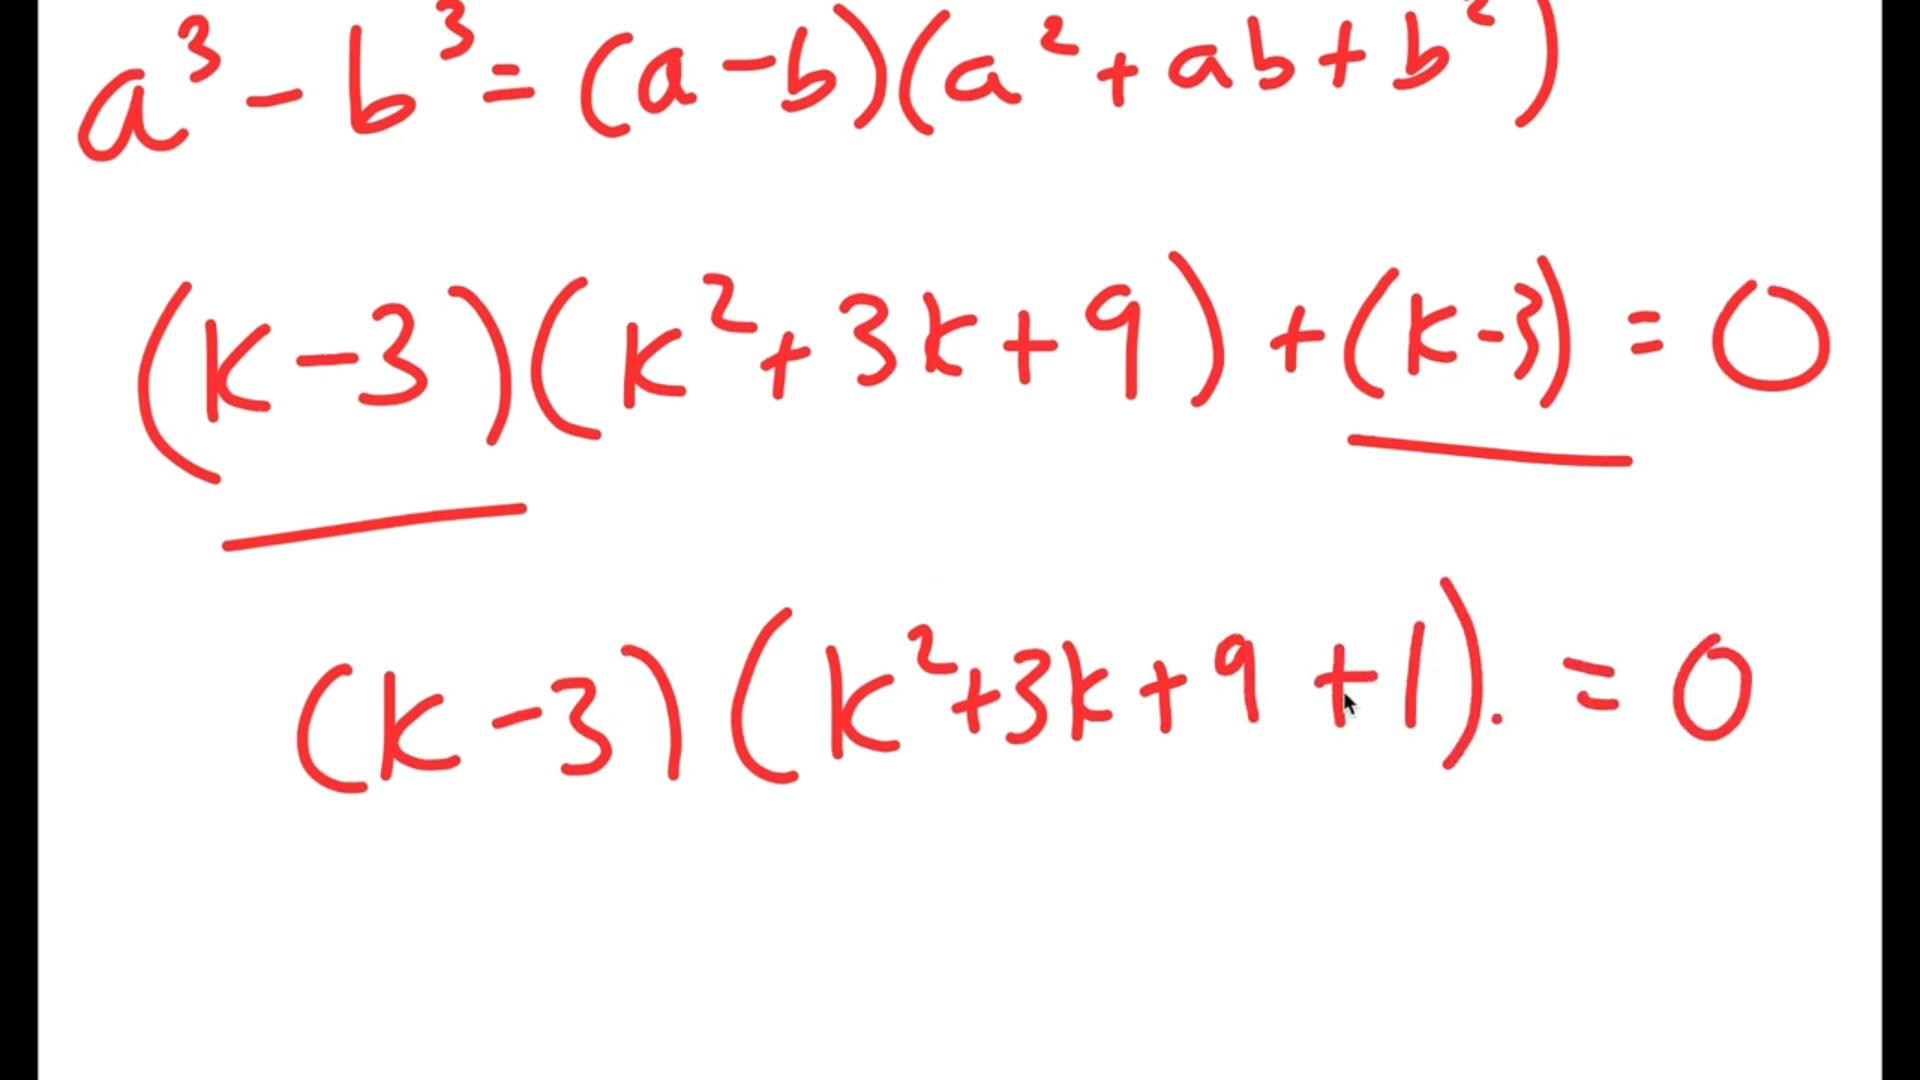 a³ - b³ = (a - b)(a² + ab + b²)
(k - 3)(k² + 3k + 9) + (k - 3) = 0
(k - 3)(k² + 3k + 9 + 1). = 0